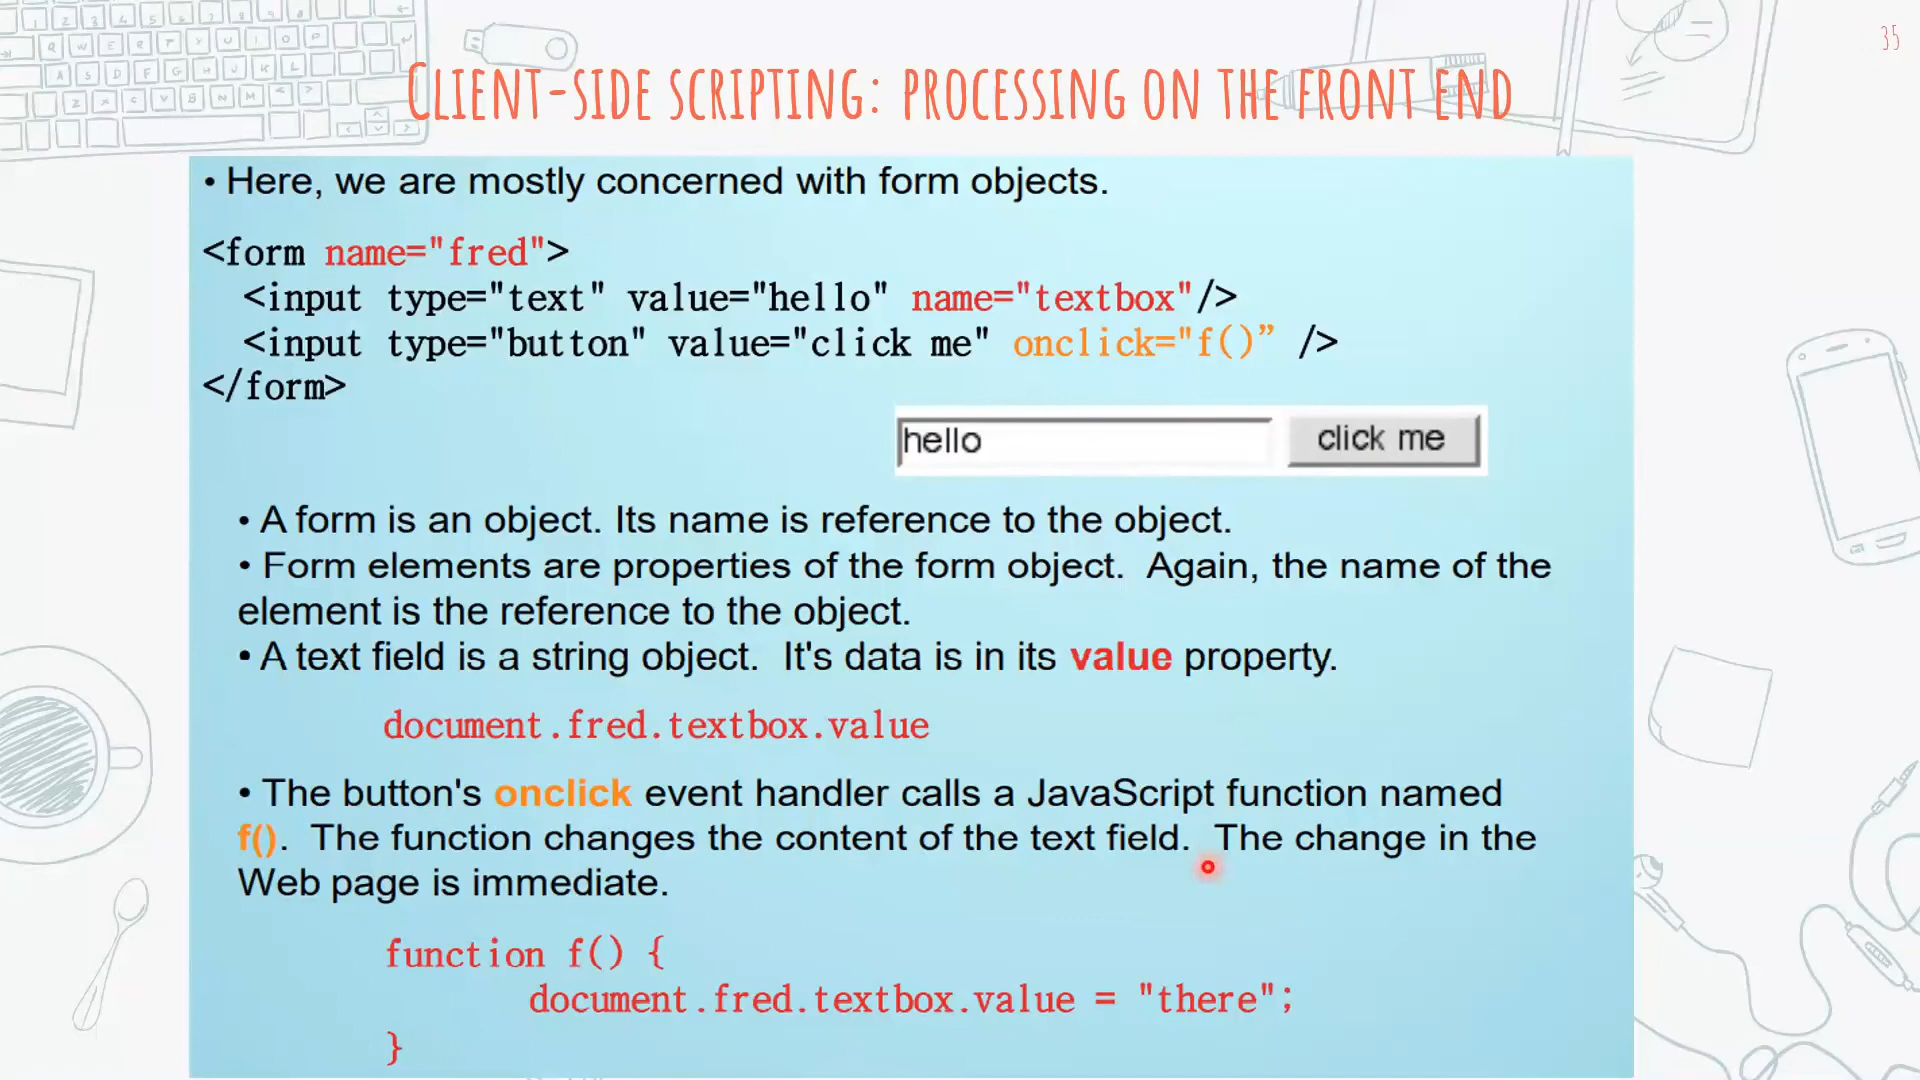 35
Client-side scripting: processing on the front end
• Here, we are mostly concerned with form objects.
<form name="fred">
<input type="text" value="hello" name="textbox"/>
<input type="button" value="click me" onclick="f()” />
</form>
hello click me
• A form is an object. Its name is reference to the object.
• Form elements are properties of the form object. Again, the name of the
element is the reference to the object.
• A text field is a string object. It's data is in its value property.
document.fred.textbox.value
• The button's onclick event handler calls a JavaScript function named
f(). The function changes the content of the text field. The change in the
Web page is immediate.
function f() {
document.fred.textbox.value = "there";
}